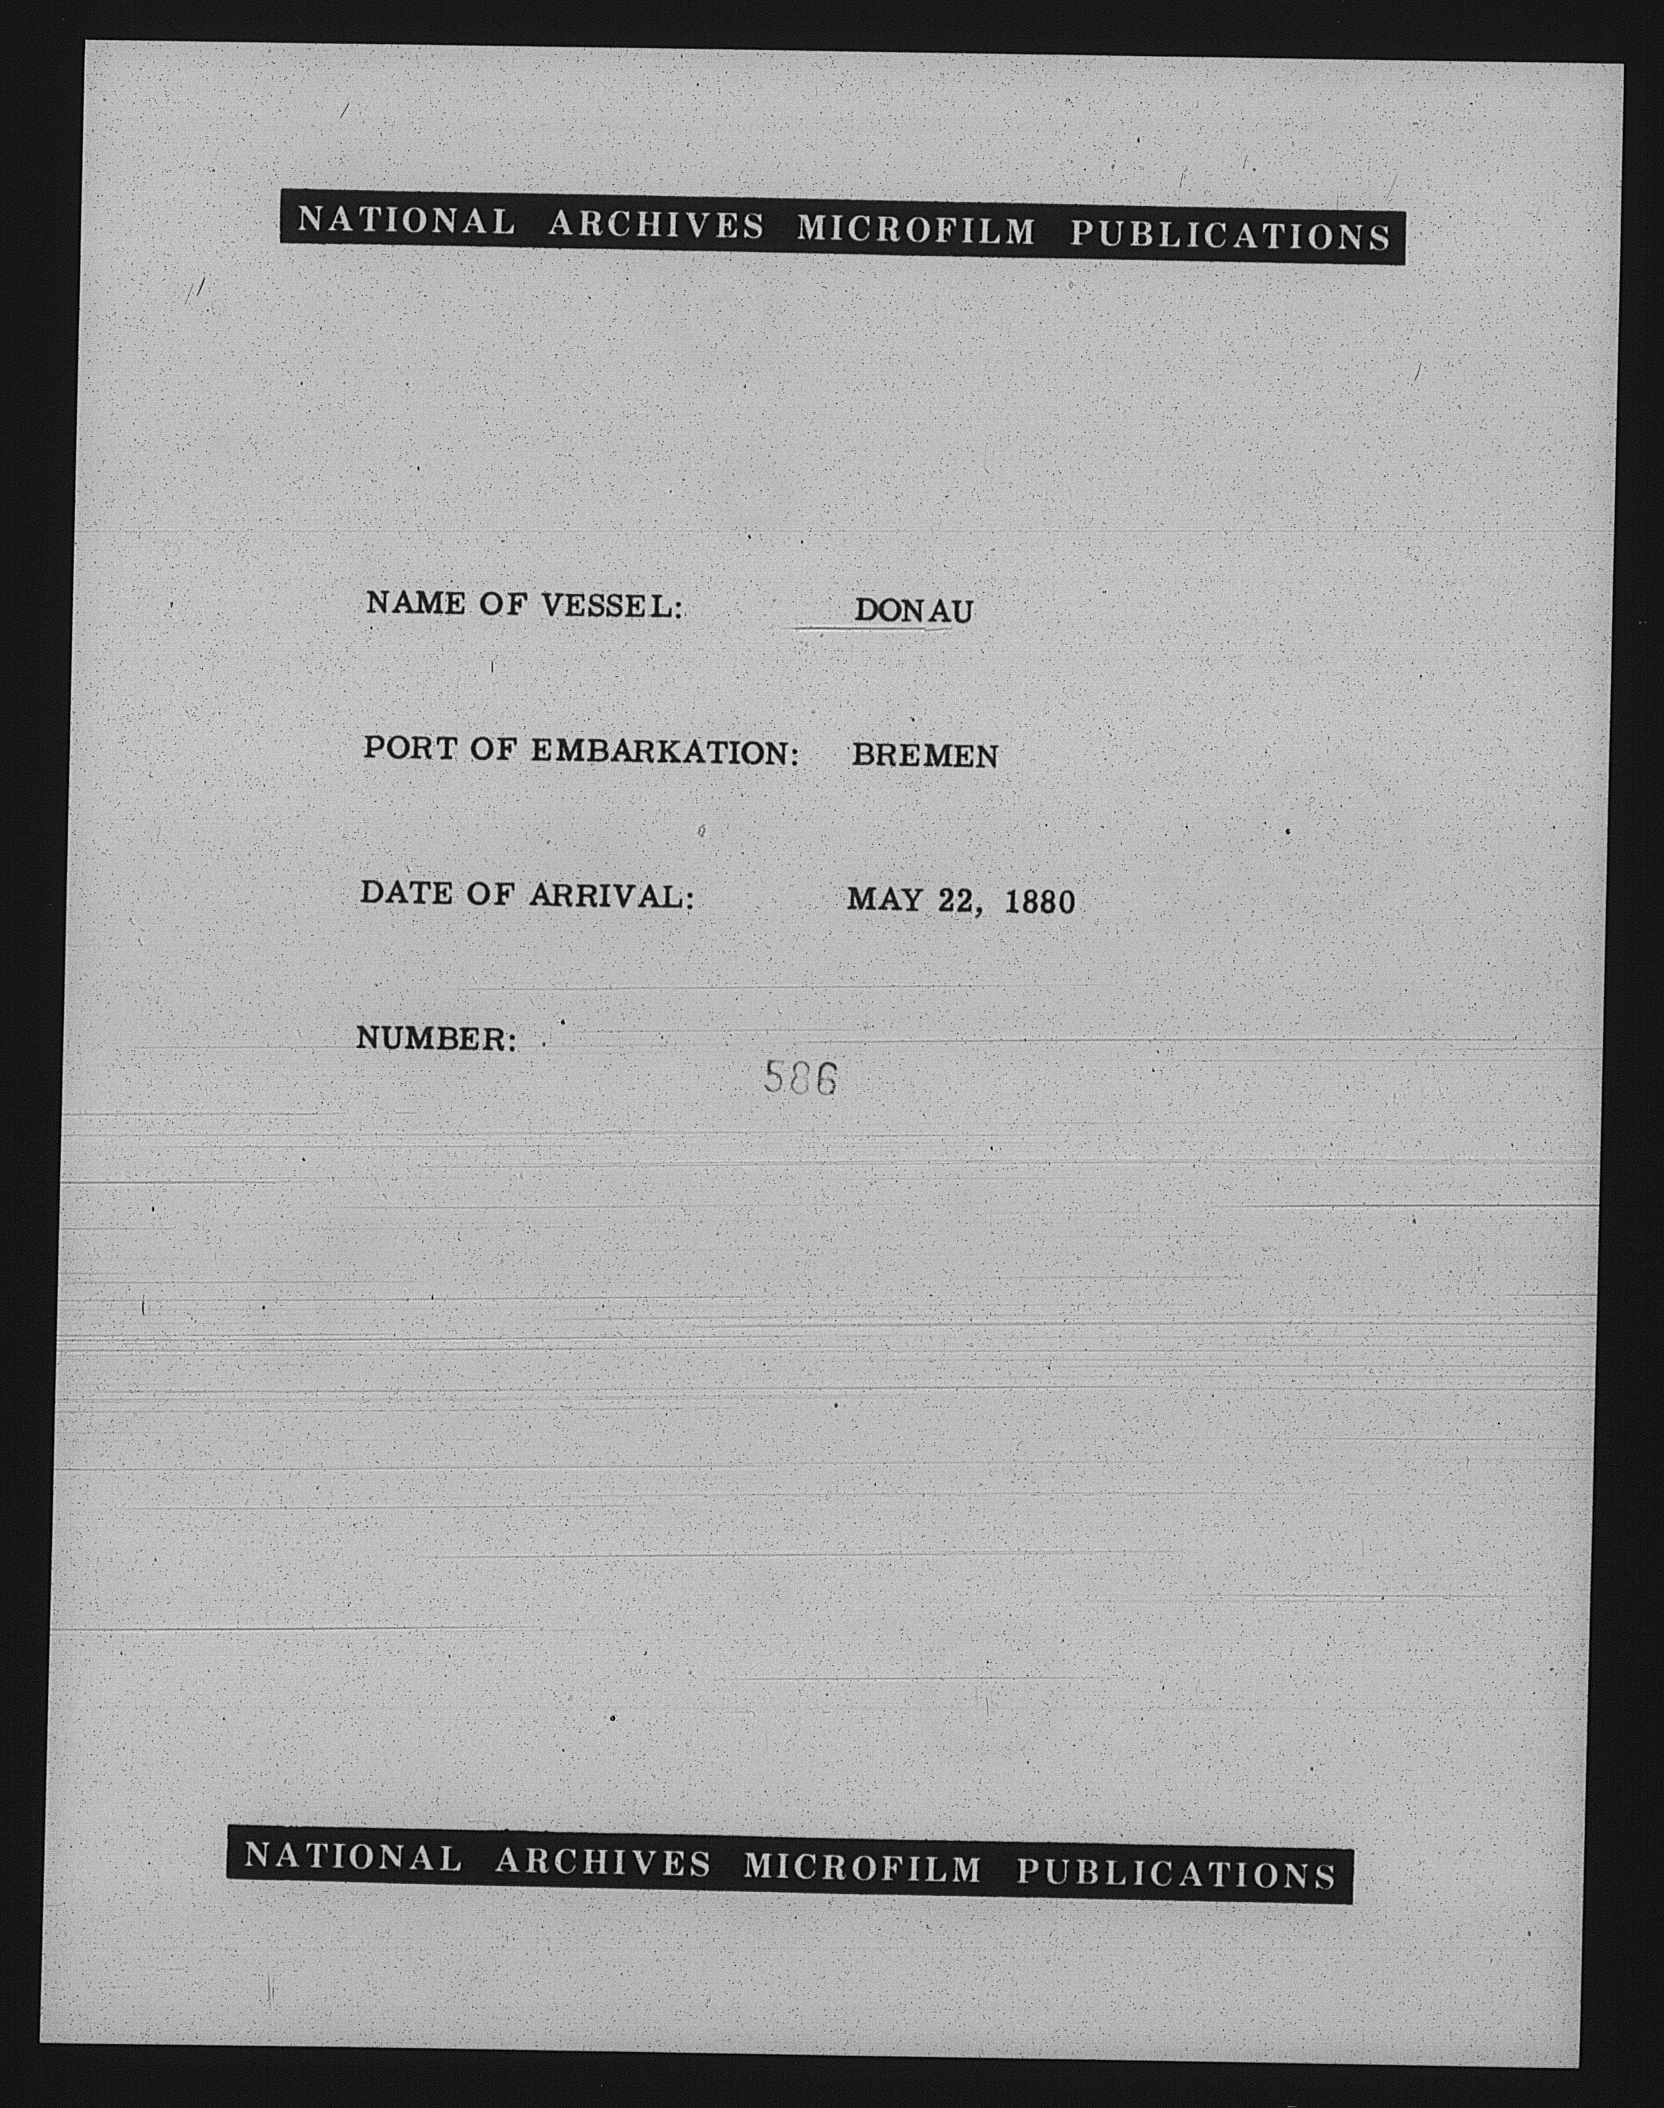 NATIONAL ARCHIVES MICROFILM PUBLICATIONS
NAME OF VESSEL: DONAU
PORT OF EMBARKATION: BREMEN
DATE OF ARRIVAL: MAY 22, 1880
NUMBER:
586
NATIONAL ARCHIVES MICROFILM PUBLICATIONS